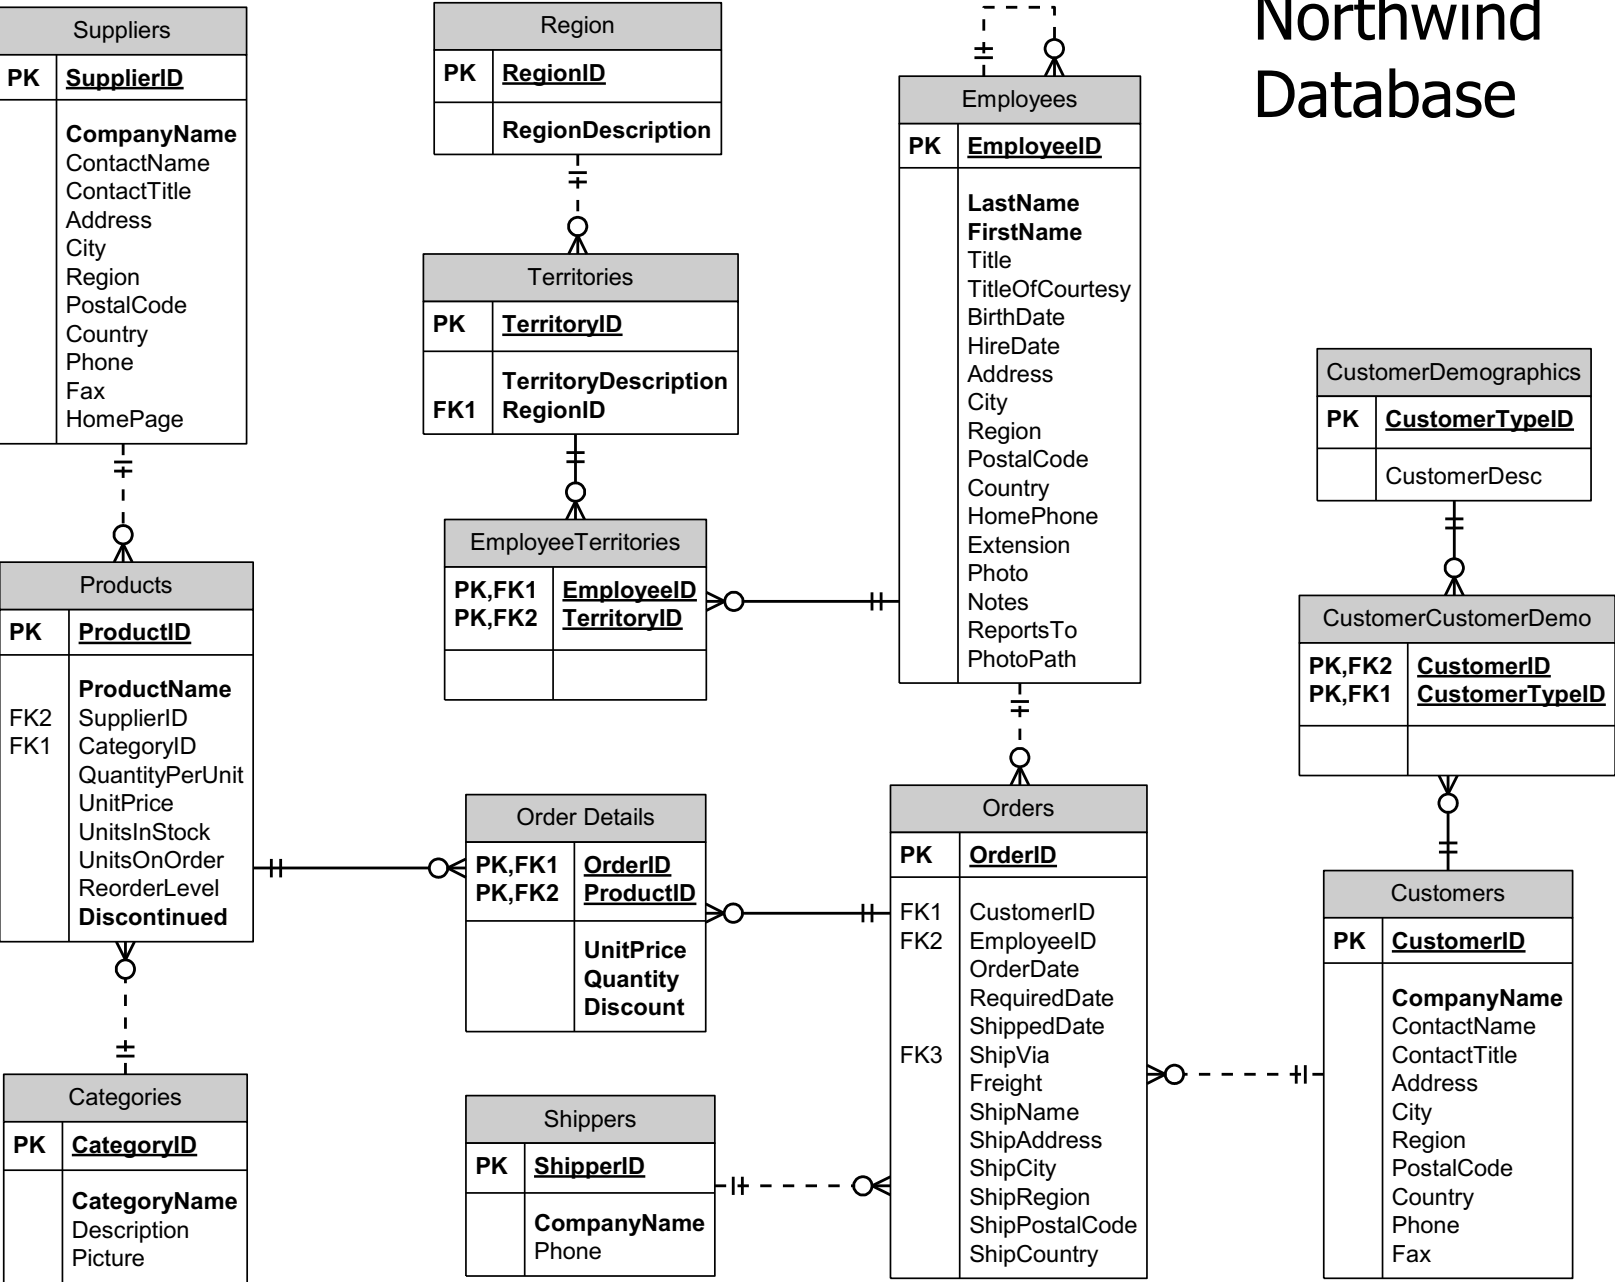 Northwind
Database
Suppliers
PK SupplierID
CompanyName
ContactName
ContactTitle
Address
City
Region
PostalCode
Country
Phone
Fax
HomePage
Region
PK RegionID
RegionDescription
Territories
PK TerritoryID
TerritoryDescription
FK1 RegionID
EmployeeTerritories
PK,FK1 EmployeeID
PK,FK2 TerritoryID
Employees
PK EmployeeID
LastName
FirstName
Title
TitleOfCourtesy
BirthDate
HireDate
Address
City
Region
PostalCode
Country
HomePhone
Extension
Photo
Notes
ReportsTo
PhotoPath
CustomerDemographics
PK CustomerTypeID
CustomerDesc
CustomerCustomerDemo
PK,FK2 CustomerID
PK,FK1 CustomerTypeID
Products
PK ProductID
ProductName
FK2 SupplierID
FK1 CategoryID
QuantityPerUnit
UnitPrice
UnitsInStock
UnitsOnOrder
ReorderLevel
Discontinued
Order Details
PK,FK1 OrderID
PK,FK2 ProductID
UnitPrice
Quantity
Discount
Orders
PK OrderID
FK1 CustomerID
FK2 EmployeeID
OrderDate
RequiredDate
ShippedDate
FK3 ShipVia
Freight
ShipName
ShipAddress
ShipCity
ShipRegion
ShipPostalCode
ShipCountry
Customers
PK CustomerID
CompanyName
ContactName
ContactTitle
Address
City
Region
PostalCode
Country
Phone
Fax
Categories
PK CategoryID
CategoryName
Description
Picture
Shippers
PK ShipperID
CompanyName
Phone